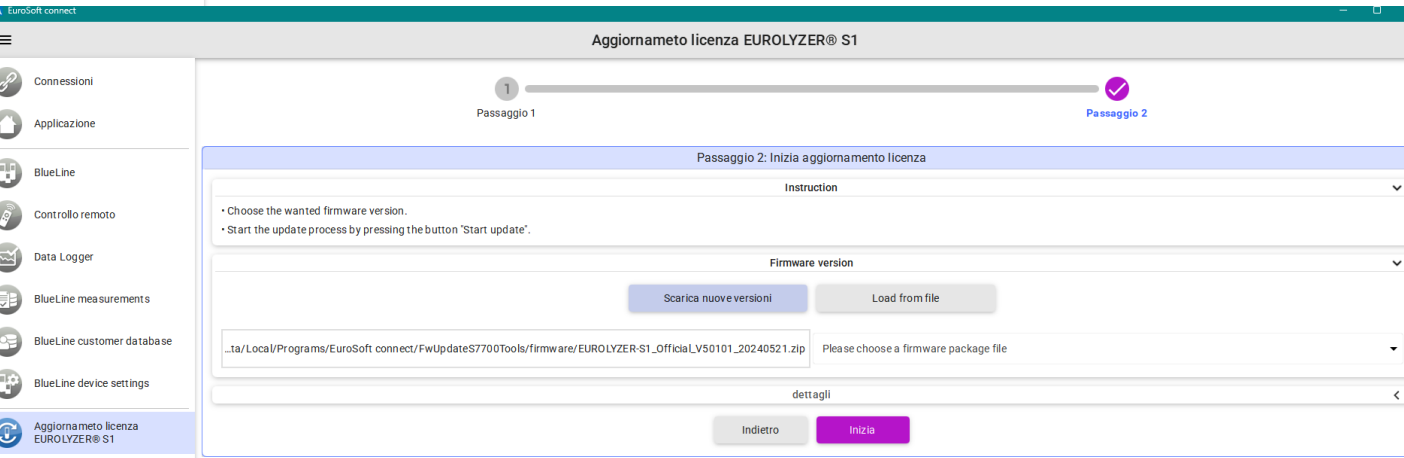 EuroSoft connect
Aggiornameto licenza EUROLYZER® S1
Connessioni
Applicazione
BlueLine
Controllo remoto
Data Logger
BlueLine measurements
BlueLine customer database
BlueLine device settings
Aggiornameto licenza
EUROLYZER® S1
1
Passaggio 1
Passaggio 2
Passaggio 2: Inizia aggiornamento licenza
Instruction
• Choose the wanted firmware version.
• Start the update process by pressing the button "Start update".
Firmware version
Scarica nuove versioni
Load from file
...ta/Local/Programs/EuroSoft connect/FwUpdateS7700Tools/firmware/EUROLYZER-S1_Official_V50101_20240521.zip
Please choose a firmware package file
dettagli
Indietro
Inizia